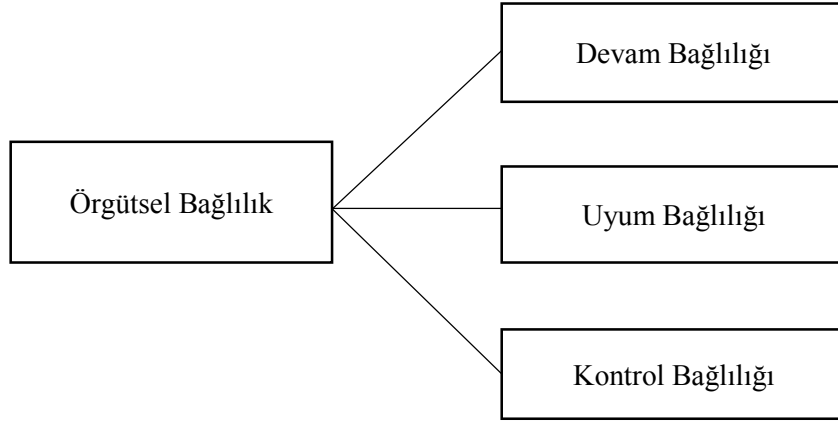 Devam Bağlılığı
Örgütsel Bağlılık
Uyum Bağlılığı
Kontrol Bağlılığı